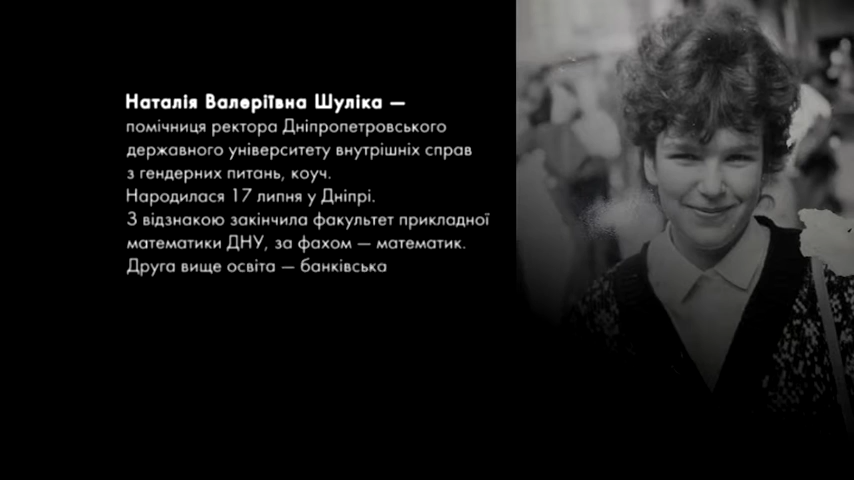 Наталія Валеріївна Шуліка —
помічниця ректора Дніпропетровського
державного університету внутрішніх справ
з гендерних питань, коуч.
Народилася 17 липня у Дніпрі.
З відзнакою закінчила факультет прикладної
математики ДНУ, за фахом — математик.
Друга вище освіта — банківська